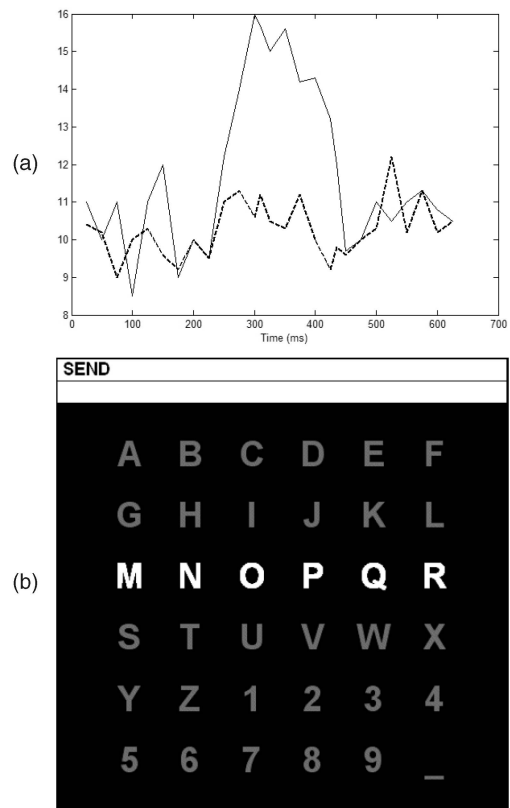 (a)
16
15
14
13
12
11
10
9
8
0 100 200 300 400 500 600 700
Time (ms)
(b)
SEND
A B C D E F
G H I J K L
M N O P Q R
S T U V W X
Y Z 1 2 3 4
5 6 7 8 9 _